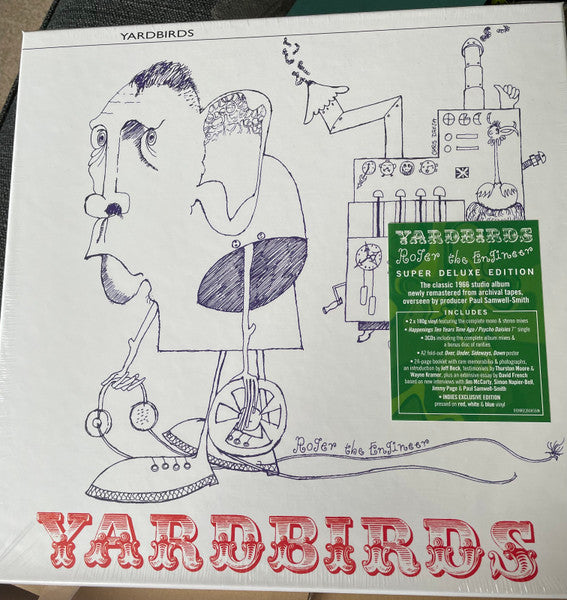 YARDBIRDS
CHRIS DREJA
YARDBIRDS
Roger the Engineer
SUPER DELUXE EDITION
The classic 1966 studio album
newly remastered from archival tapes,
overseen by producer Paul Samwell-Smith
INCLUDES
• 2 x 180g vinyl featuring the complete mono & stereo mixes
• Happenings Ten Years Time Ago / Psycho Daisies 7" single
• 3CDs including the complete album mixes &
a bonus disc of rarities
• A2 fold-out Over, Under, Sideways, Down poster
• 24-page booklet with rare memorabilia & photographs,
an introduction by Jeff Beck, testimonials by Thurston Moore &
Wayne Kramer, plus an extensive essay by David French
based on new interviews with Jim McCarty, Simon Napier-Bell,
Jimmy Page & Paul Samwell-Smith
• INDIES EXCLUSIVE EDITION
pressed on red, white & blue vinyl
Roger the Engineer
YARDBIRDS